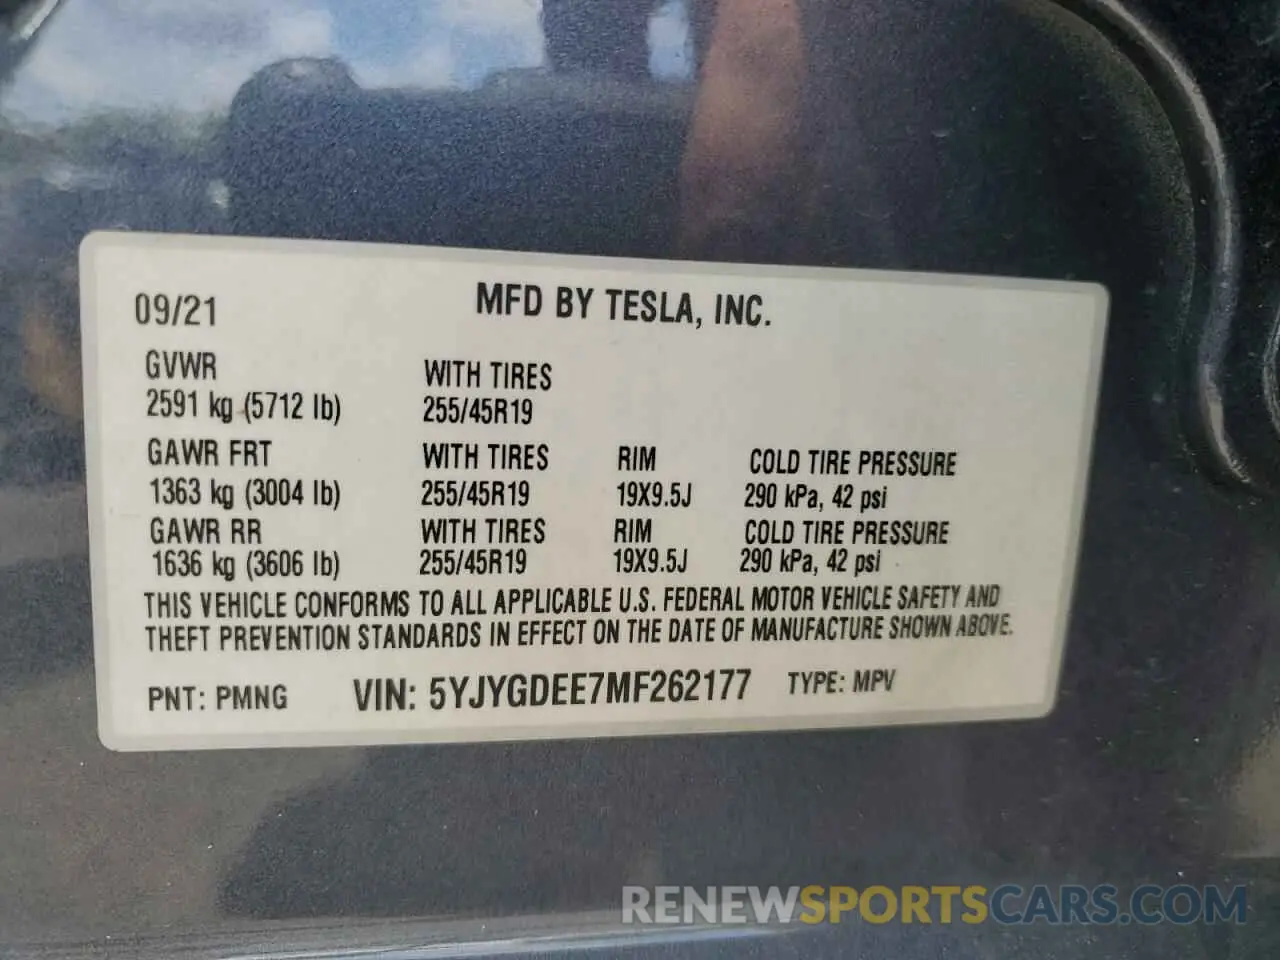 09/21 MFD BY TESLA, INC.
GVWR WITH TIRES
2591 kg (5712 lb) 255/45R19
GAWR FRT WITH TIRES RIM COLD TIRE PRESSURE
1363 kg (3004 lb) 255/45R19 19X9.5J 290 kPa, 42 psi
GAWR RR WITH TIRES RIM COLD TIRE PRESSURE
1636 kg (3606 lb) 255/45R19 19X9.5J 290 kPa, 42 psi
THIS VEHICLE CONFORMS TO ALL APPLICABLE U.S. FEDERAL MOTOR VEHICLE SAFETY AND
THEFT PREVENTION STANDARDS IN EFFECT ON THE DATE OF MANUFACTURE SHOWN ABOVE.
PNT: PMNG VIN: 5YJYGDEE7MF262177 TYPE: MPV
RENEWSPORTSCARS.COM